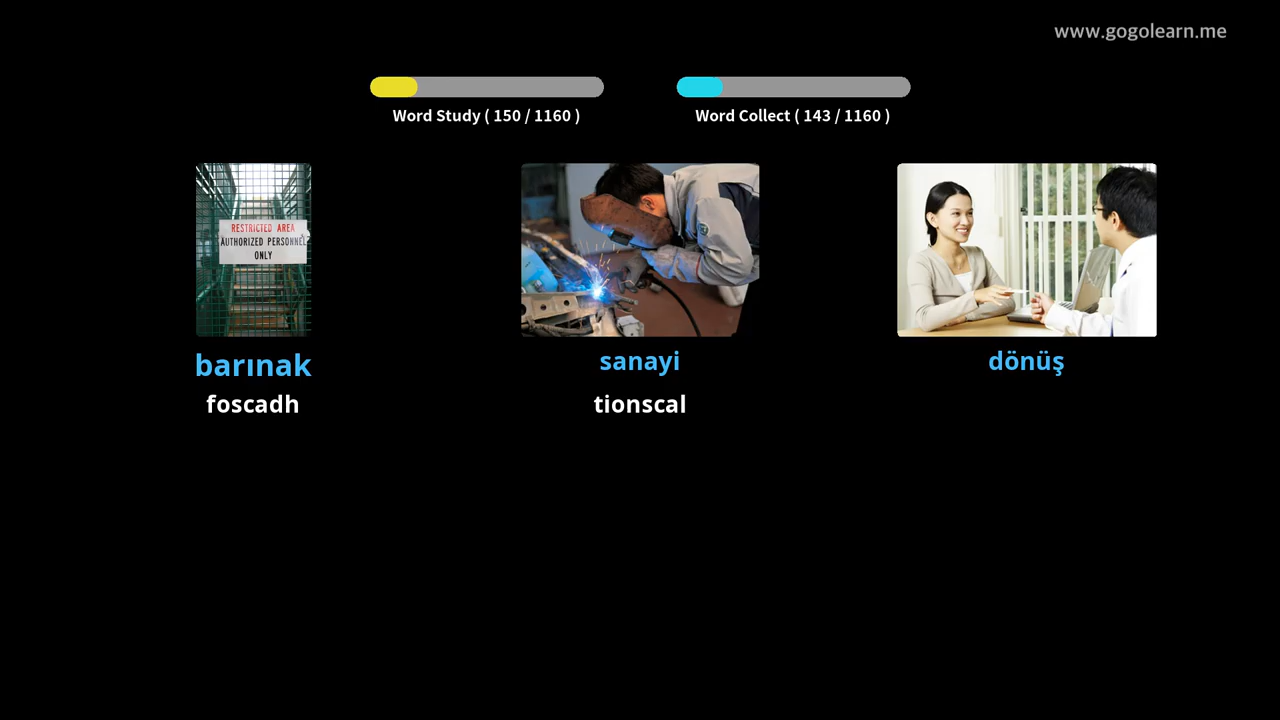 www.gogolearn.me
Word Study ( 150 / 1160 )
Word Collect ( 143 / 1160 )
RESTRICTED AREA
AUTHORIZED PERSONNEL
ONLY
barınak
sanayi
dönüş
foscadh
tionscal